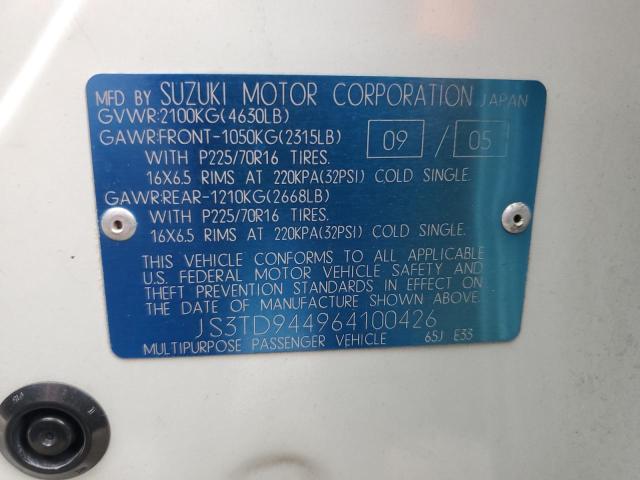 MFD BY SUZUKI MOTOR CORPORATION JAPAN
GVWR:2100KG(4630LB)
GAWR:FRONT-1050KG(2315LB) 09 / 05
WITH P225/70R16 TIRES.
16X6.5 RIMS AT 220KPA(32PSI) COLD SINGLE.
GAWR:REAR-1210KG(2668LB)
WITH P225/70R16 TIRES.
16X6.5 RIMS AT 220KPA(32PSI) COLD SINGLE.
THIS VEHICLE CONFORMS TO ALL APPLICABLE
U.S. FEDERAL MOTOR VEHICLE SAFETY AND
THEFT PREVENTION STANDARDS IN EFFECT ON
THE DATE OF MANUFACTURE SHOWN ABOVE.
JS3TD944964100426
MULTIPURPOSE PASSENGER VEHICLE 65J E33